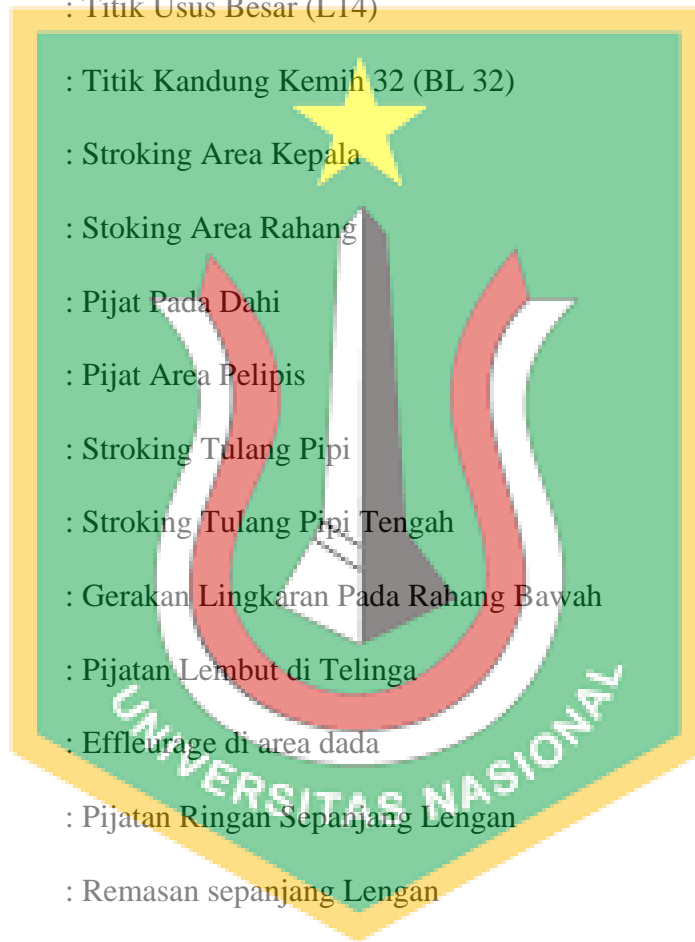 : Titik Usus Besar (L14)
: Titik Kandung Kemih 32 (BL 32)
: Stroking Area Kepala
: Stoking Area Rahang
: Pijat Pada Dahi
: Pijat Area Pelipis
: Stroking Tulang Pipi
: Stroking Tulang Pipi Tengah
: Gerakan Lingkaran Pada Rahang Bawah
: Pijatan Lembut di Telinga
: Effleurage di area dada
: Pijatan Ringan Sepanjang Lengan
: Remasan sepanjang Lengan
UNIVERSITAS NASIONAL